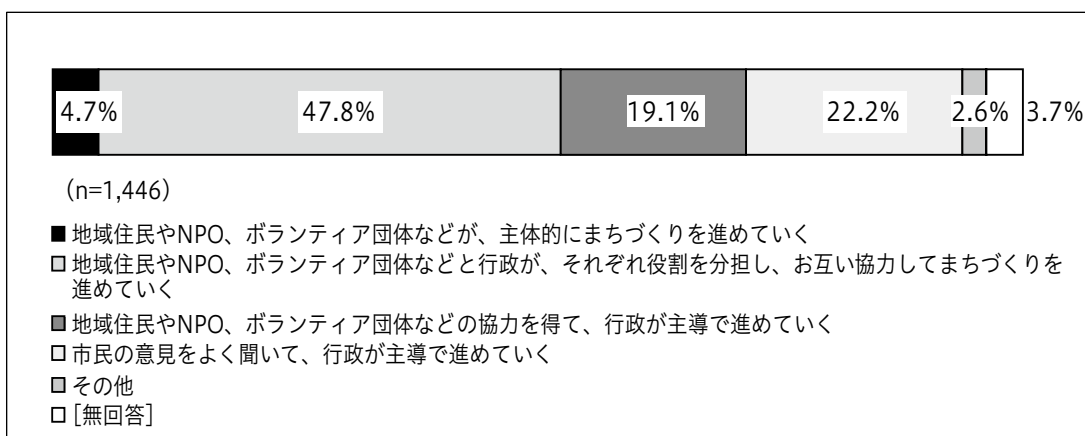 4.7% 47.8% 19.1% 22.2% 2.6% 3.7%
（n=1,446）
地域住民やNPO、ボランティア団体などが、主体的にまちづくりを進めていく
地域住民やNPO、ボランティア団体などと行政が、それぞれ役割を分担し、お互い協力してまちづくりを
進めていく
地域住民やNPO、ボランティア団体などの協力を得て、行政が主導で進めていく
市民の意見をよく聞いて、行政が主導で進めていく
その他
［無回答］